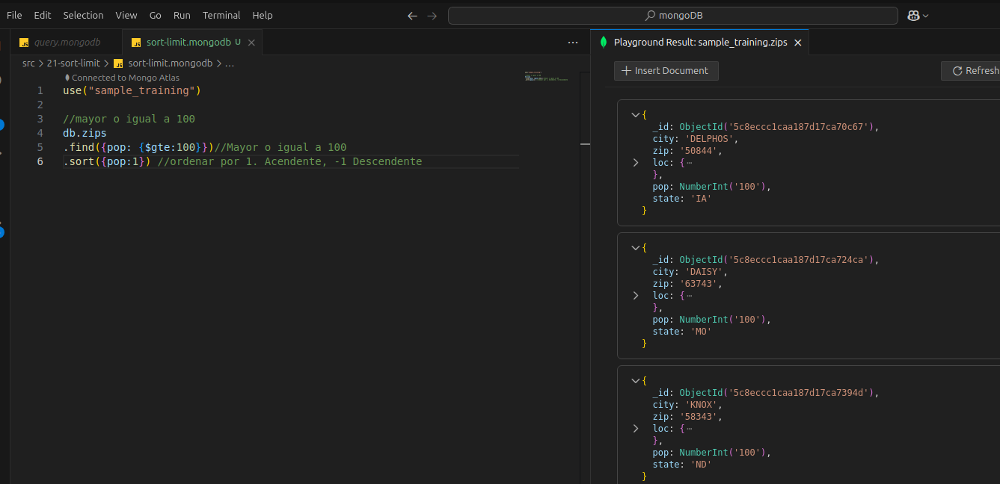 File Edit Selection View Go Run Terminal Help
mongoDB
query.mongodb
sort-limit.mongodb U
Playground Result: sample_training.zips
src > 21-sort-limit > sort-limit.mongodb > ...
Connected to Mongo Atlas
1 use("sample_training")
2
3 //mayor o igual a 100
4 db.zips
5 .find({pop: {$gte:100}})//Mayor o igual a 100
6 .sort({pop:1}) //ordenar por 1. Acendente, -1 Descendente
Insert Document
Refresh
{
_id: ObjectId('5c8eccc1caa187d17ca70c67'),
city: 'DELPHOS',
zip: '50844',
loc: {···
},
pop: NumberInt('100'),
state: 'IA'
}
{
_id: ObjectId('5c8eccc1caa187d17ca724ca'),
city: 'DAISY',
zip: '63743',
loc: {···
},
pop: NumberInt('100'),
state: 'MO'
}
{
_id: ObjectId('5c8eccc1caa187d17ca7394d'),
city: 'KNOX',
zip: '58343',
loc: {···
},
pop: NumberInt('100'),
state: 'ND'
}